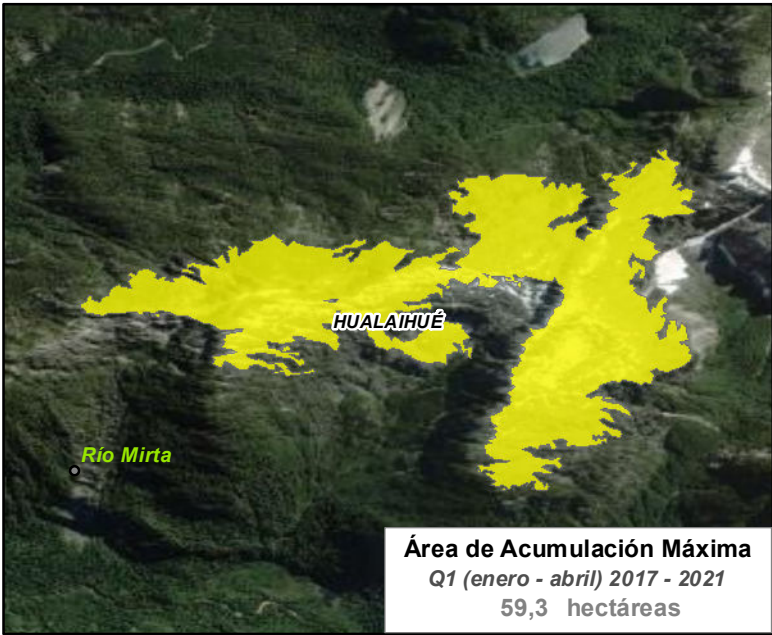 HUALAIHUÉ
Río Mirta
Área de Acumulación Máxima
Q1 (enero - abril) 2017 - 2021
59,3 hectáreas